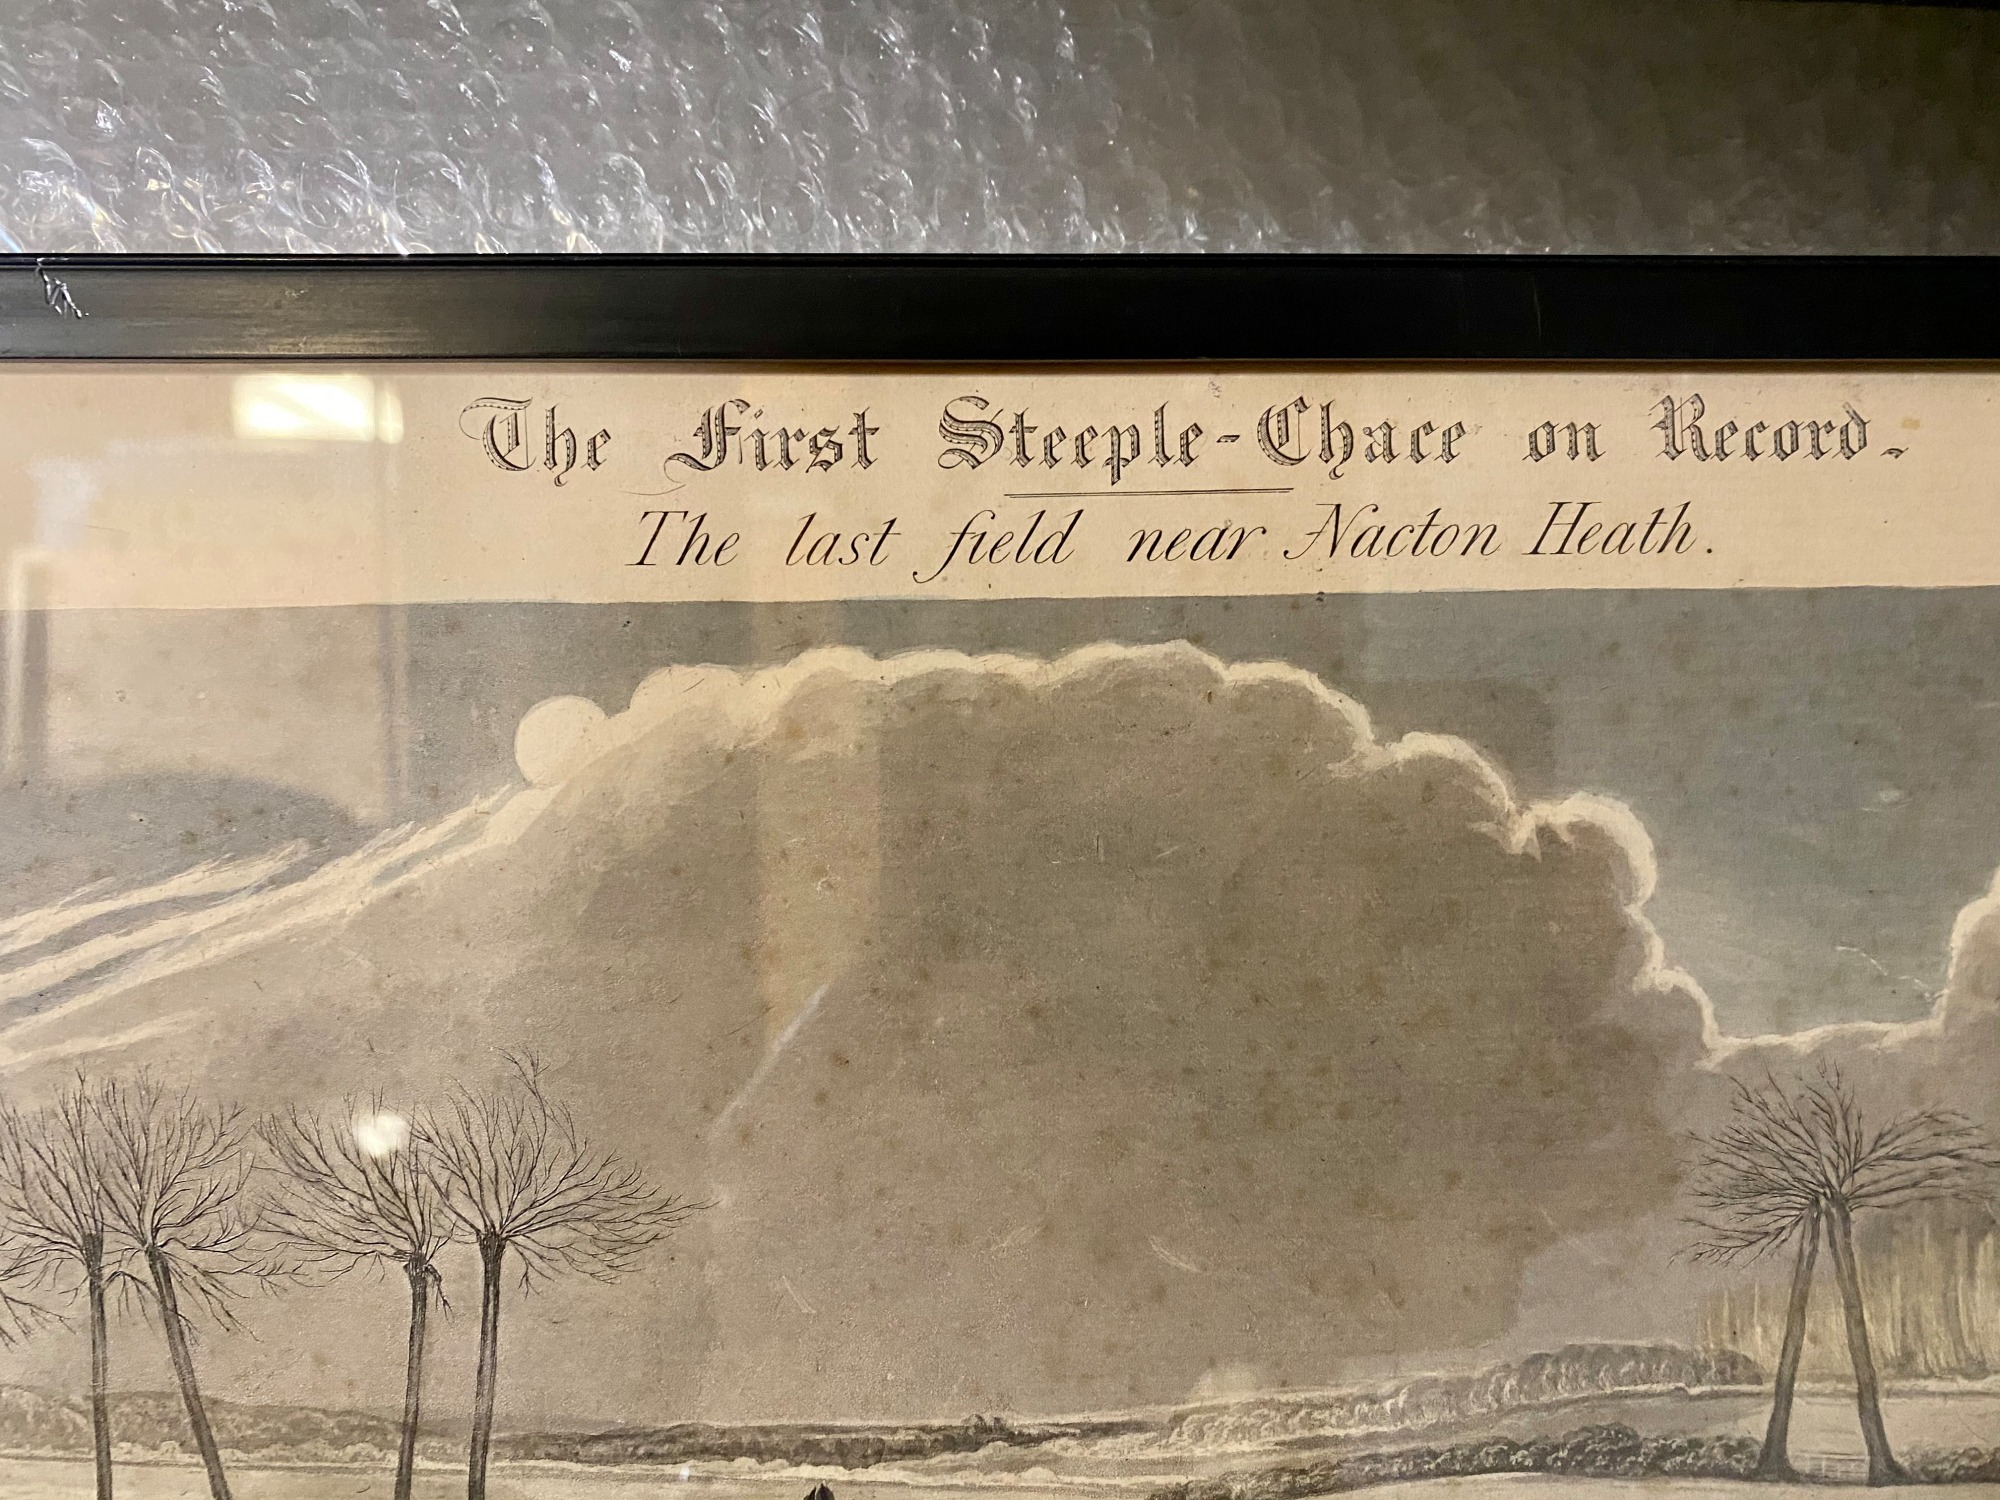 The First Steeple-Chace on Record.
The last field near Nacton Heath.